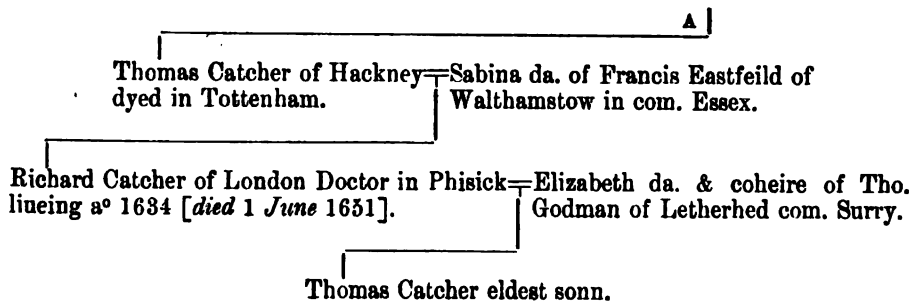 A
Thomas Catcher of Hackney Sabina da. of Francis Eastfeild of
dyed in Tottenham. Walthamstow in com. Essex.
Richard Catcher of London Doctor in Phisick Elizabeth da. & coheire of Tho.
liueing aº 1634 [died 1 June 1651]. Godman of Letherhed com. Surry.
Thomas Catcher eldest sonn.